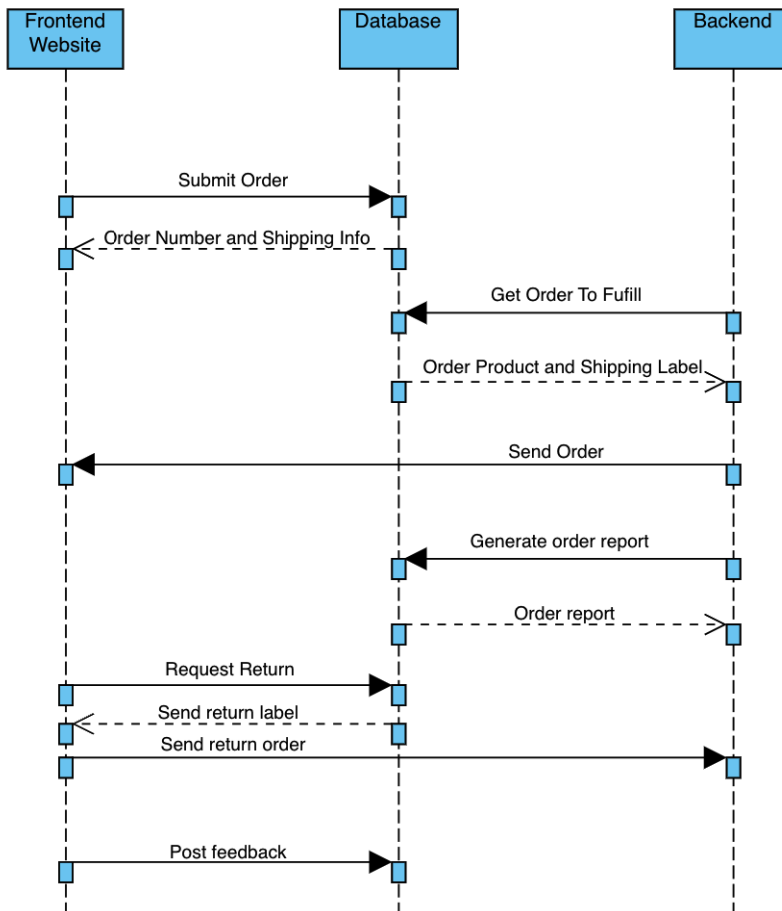 Frontend
Website
Database
Backend
Submit Order
Order Number and Shipping Info
Get Order To Fufill
Order Product and Shipping Label
Send Order
Generate order report
Order report
Request Return
Send return label
Send return order
Post feedback